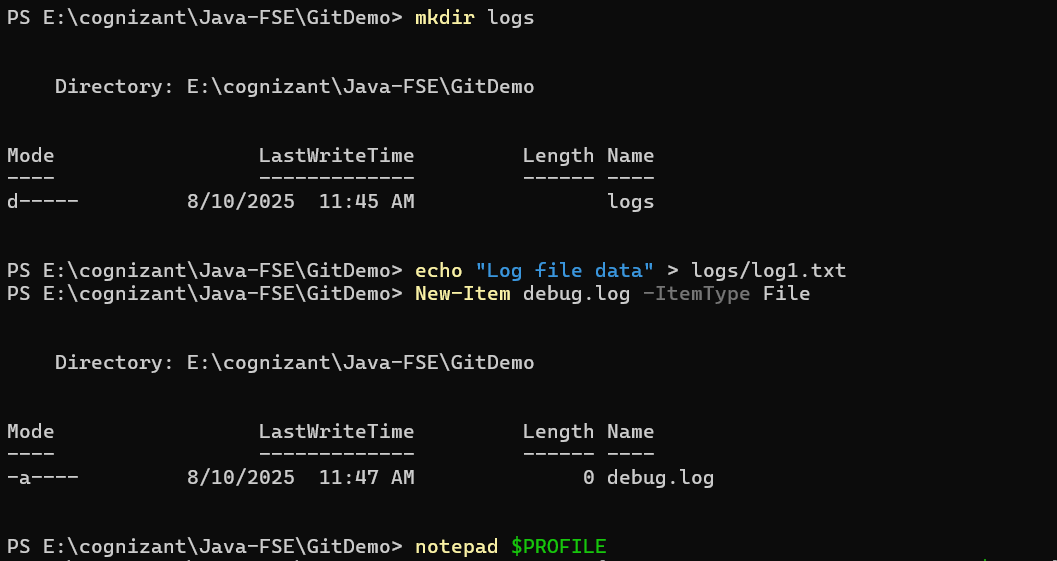 PS E:\cognizant\Java-FSE\GitDemo> mkdir logs
Directory: E:\cognizant\Java-FSE\GitDemo
Mode LastWriteTime Length Name
---- ------------- ------ ----
d----- 8/10/2025 11:45 AM logs
PS E:\cognizant\Java-FSE\GitDemo> echo "Log file data" > logs/log1.txt
PS E:\cognizant\Java-FSE\GitDemo> New-Item debug.log -ItemType File
Directory: E:\cognizant\Java-FSE\GitDemo
Mode LastWriteTime Length Name
---- ------------- ------ ----
-a---- 8/10/2025 11:47 AM 0 debug.log
PS E:\cognizant\Java-FSE\GitDemo> notepad $PROFILE